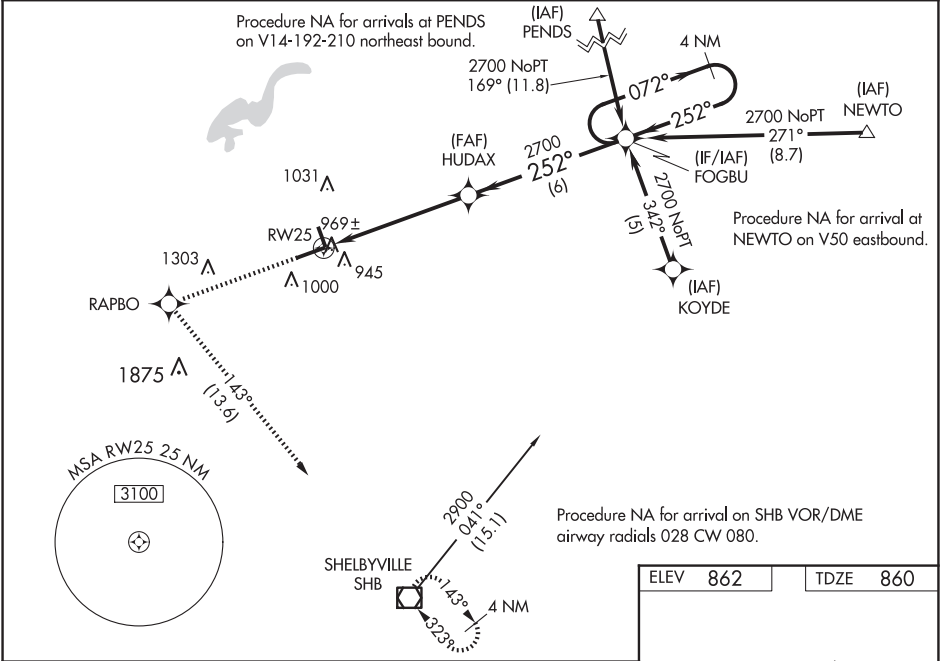 Procedure NA for arrivals at PENDS
on V14-192-210 northeast bound.
(IAF)
PENDS
4 NM
2700 NoPT
169° (11.8)
072°
252°
(IAF)
NEWTO
2700 NoPT
271°
(8.7)
(FAF)
HUDAX
2700
252°
(6)
(IF/IAF)
FOGBU
2700 NoPT
342°
(5)
1031
969±
RW25
945
1303
1000
Procedure NA for arrival at
NEWTO on V50 eastbound.
(IAF)
KOYDE
RAPBO
1875
143°
(13.6)
MSA RW25 25 NM
3100
2900
041°
(15.1)
Procedure NA for arrival on SHB VOR/DME
airway radials 028 CW 080.
SHELBYVILLE
SHB
143°
4 NM
323°
ELEV 862
TDZE 860